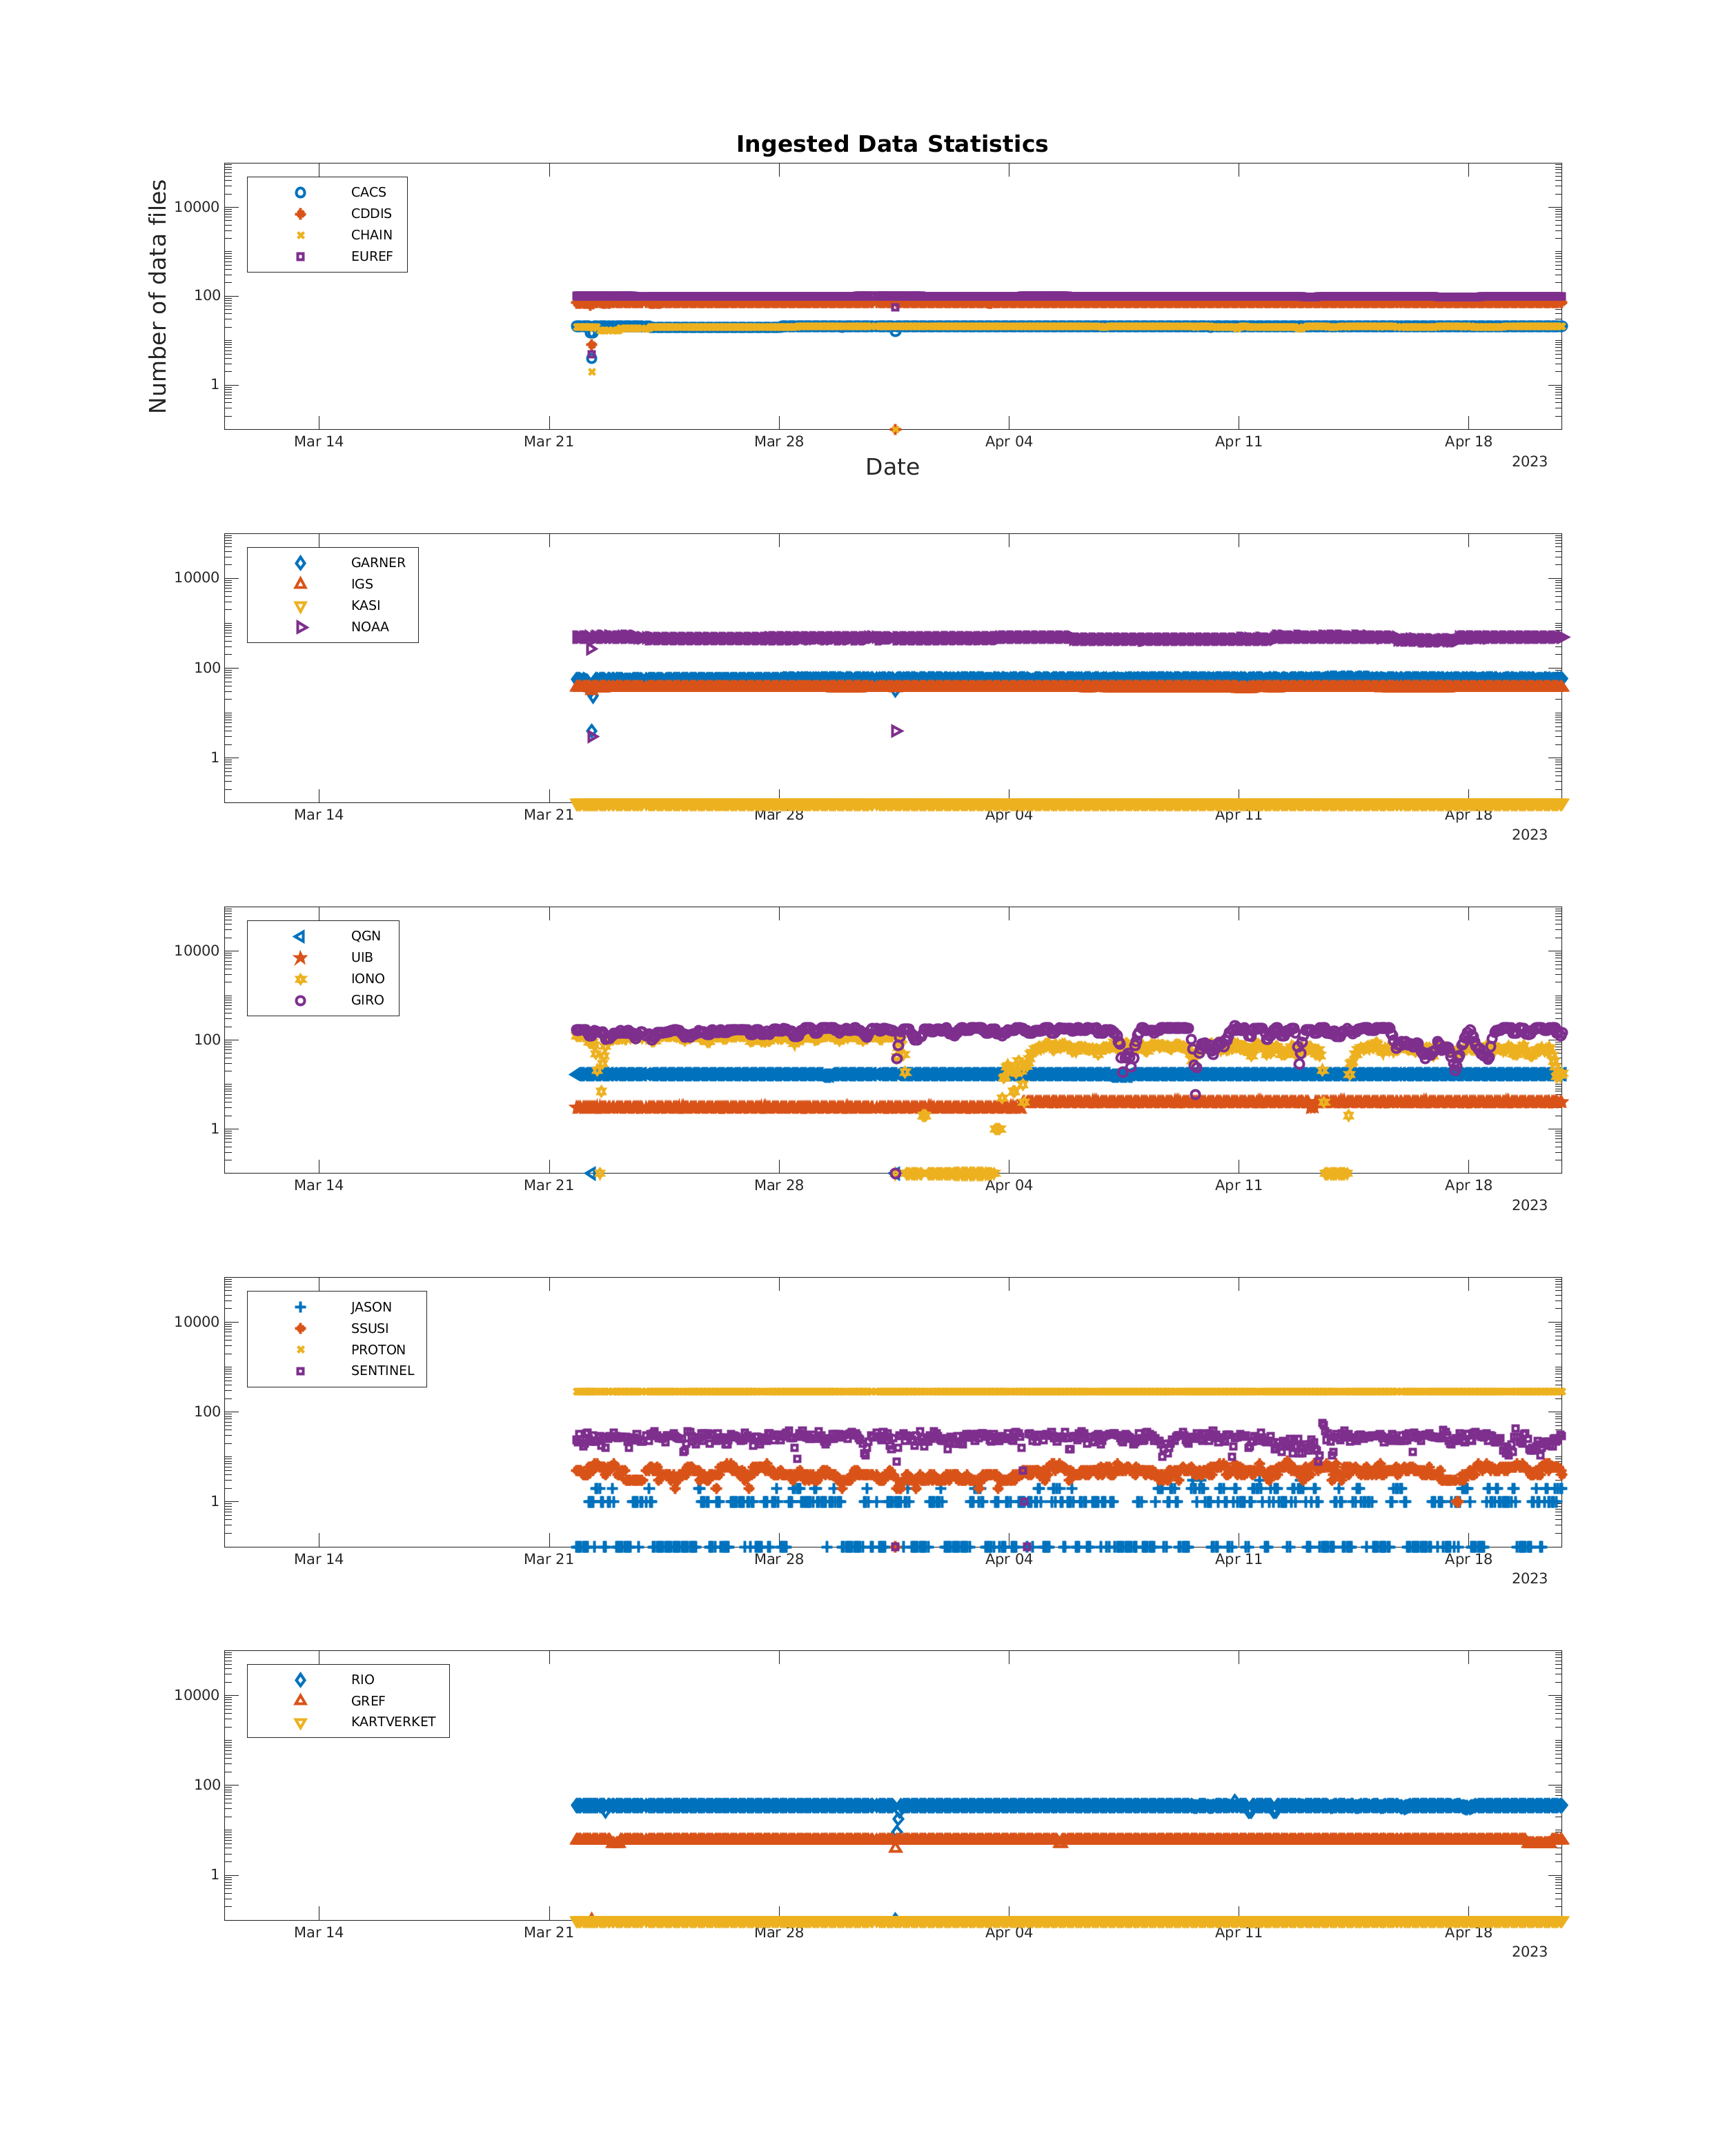 Ingested Data Statistics
Number of data files
10000
100
1
CACS
CDDIS
CHAIN
EUREF
Mar 14 Mar 21 Mar 28 Apr 04 Apr 11 Apr 18
2023
Date
10000
100
1
GARNER
IGS
KASI
NOAA
Mar 14 Mar 21 Mar 28 Apr 04 Apr 11 Apr 18
2023
10000
100
1
QGN
UIB
IONO
GIRO
Mar 14 Mar 21 Mar 28 Apr 04 Apr 11 Apr 18
2023
10000
100
1
JASON
SSUSI
PROTON
SENTINEL
Mar 14 Mar 21 Mar 28 Apr 04 Apr 11 Apr 18
2023
10000
100
1
RIO
GREF
KARTVERKET
Mar 14 Mar 21 Mar 28 Apr 04 Apr 11 Apr 18
2023